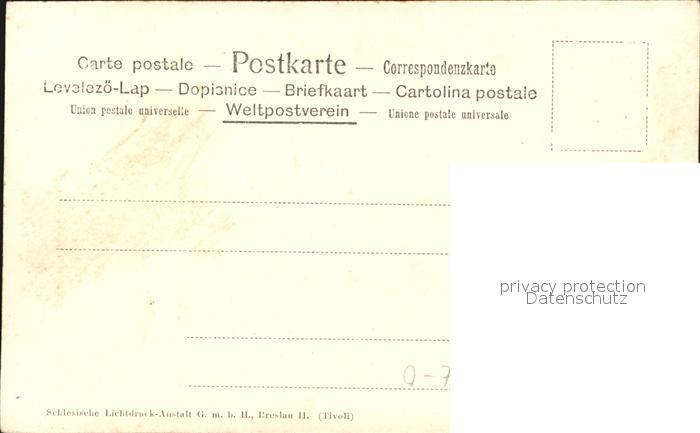 Carte postale — Postkarte — Correspondenzkarte
Levelező-Lap — Dopisnice — Briefkaart — Cartolina postale
Union postale universelle — Weltpostverein — Unione postale universale
privacy protection
Datenschutz
Q-7
Schlesische Lichtdruck-Anstalt G. m. b. H., Breslau II. (Tivoli)